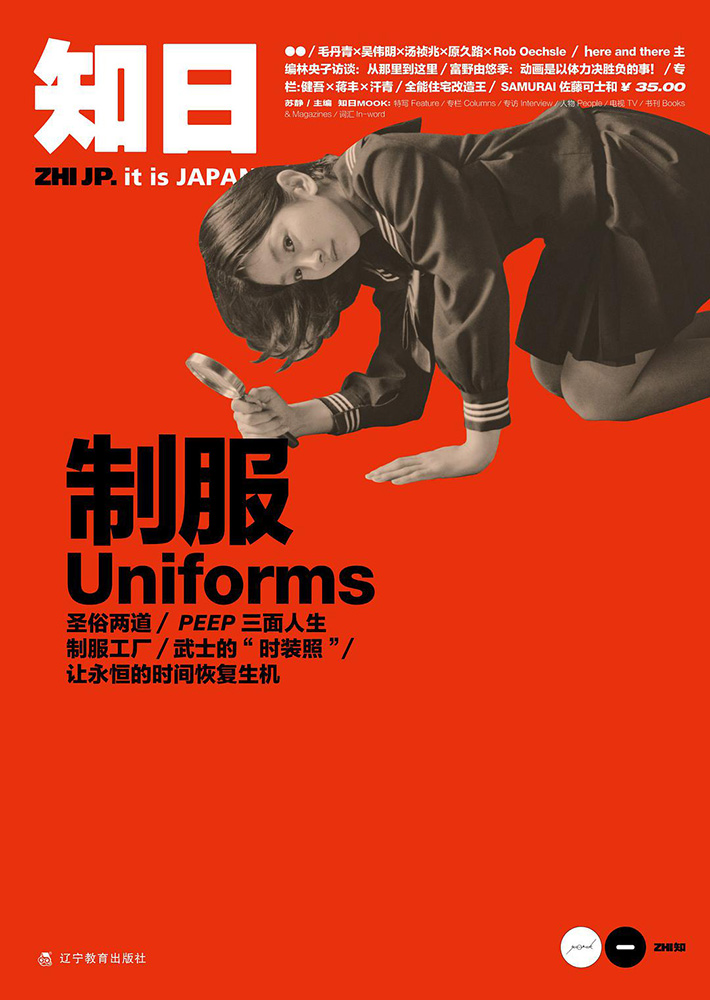 知日
ZHI JP. it is JAPAN
●●/毛丹青×吴伟明×汤祯兆×原久路×Rob Oechsle / here and there 主
编林央子访谈：从那里到这里/富野由悠季：动画是以体力决胜负的事！/专
栏:健吾×蒋丰×汗青/全能住宅改造王/ SAMURAI 佐藤可士和 ¥ 35.00
苏静/主编 知日MOOK: 特写 Feature / 专栏 Columns / 专访 Interview / 人物 People / 电视 TV / 书刊 Books
& Magazines / 词汇 In-word
制服
Uniforms
圣俗两道/ PEEP 三面人生
制服工厂/武士的“时装照”/
让永恒的时间恢复生机
辽宁教育出版社
ZHI知